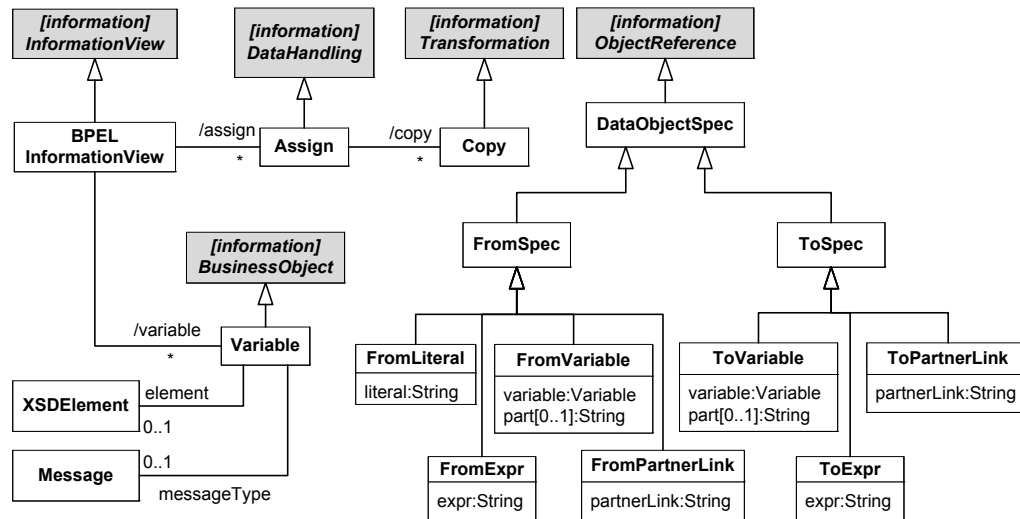 [information]
InformationView
[information]
DataHandling
[information]
Transformation
[information]
ObjectReference
BPEL
InformationView
/assign
*
Assign
/copy
*
Copy
DataObjectSpec
FromSpec
ToSpec
[information]
BusinessObject
/variable
*
Variable
XSDElement
element
0..1
Message
0..1
messageType
FromLiteral
literal:String
FromVariable
variable:Variable
part[0..1]:String
ToVariable
variable:Variable
part[0..1]:String
ToPartnerLink
partnerLink:String
FromExpr
expr:String
FromPartnerLink
partnerLink:String
ToExpr
expr:String